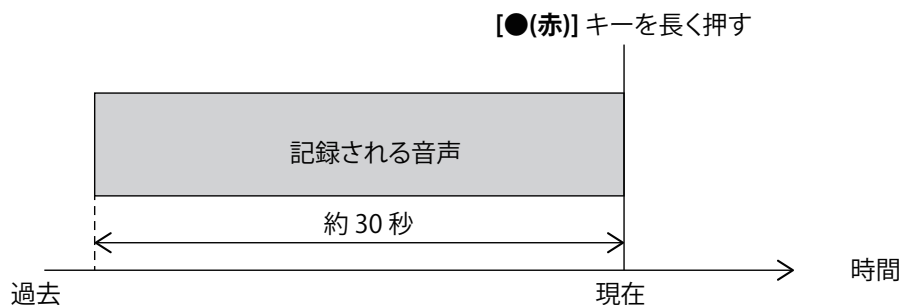 [●(赤)] キーを長く押す
記録される音声
約 30 秒
時間
過去
現在